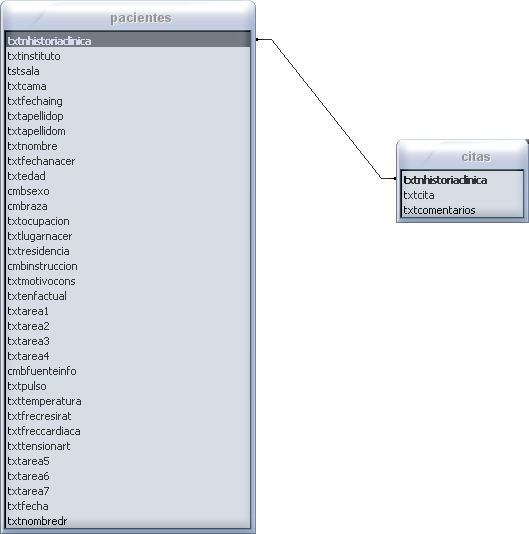 pacientes
txtnhistoriaclinica
txtinstituto
tstsala
txtcama
txtfechaing
txtapellidop
txtapellidom
txtnombre
txtfechanacer
txtedad
cmbsexo
cmbraza
txtocupacion
txtlugarnacer
txtresidencia
cmbinstruccion
txtmotivocons
txtenfactual
txtarea1
txtarea2
txtarea3
txtarea4
cmbfuenteinfo
txtpulso
txttemperatura
txtfrecresirat
txtfreccardiaca
txttensionart
txtarea5
txtarea6
txtarea7
txtfecha
txtnombredr
citas
txtnhistoriaclinica
txtcita
txtcomentarios